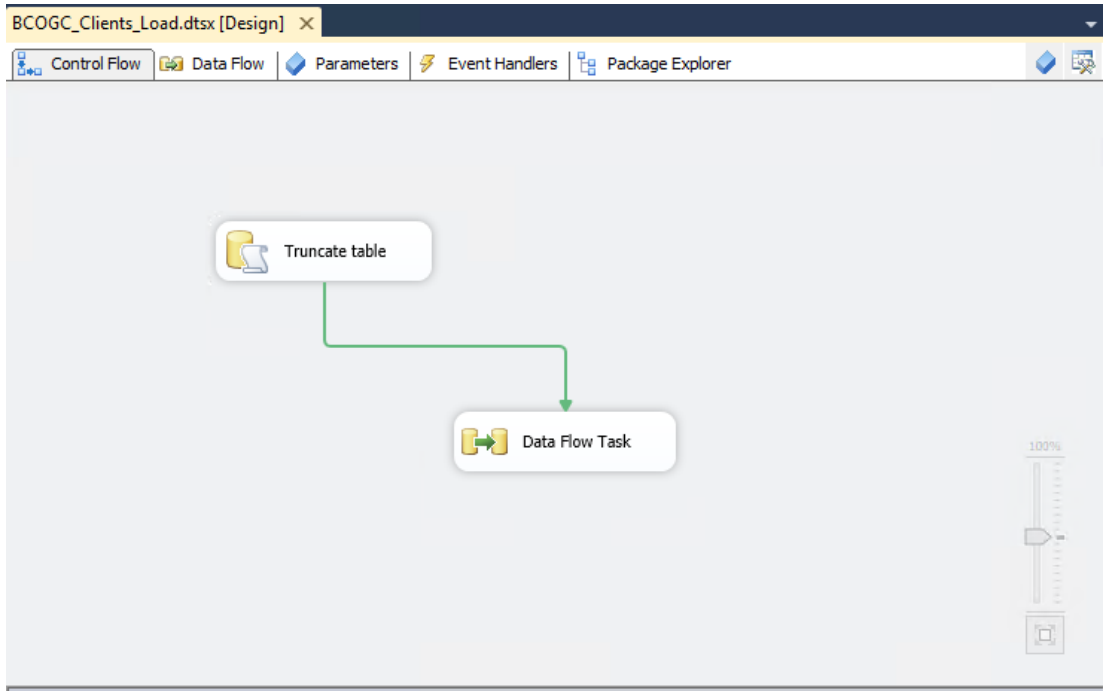 BCOGC_Clients_Load.dtsx [Design]
Control Flow Data Flow Parameters Event Handlers Package Explorer
Truncate table
Data Flow Task
100%